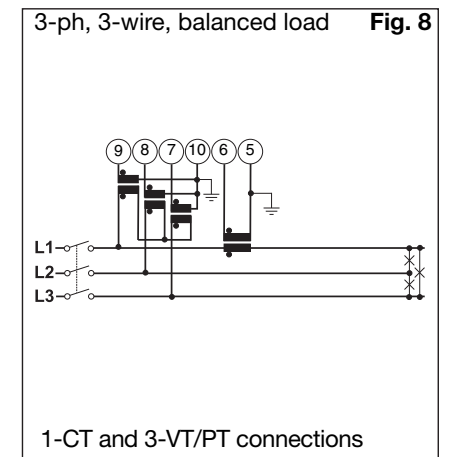 3-ph, 3-wire, balanced load Fig. 8
9 8 7 10 6 5
L1
L2
L3
1-CT and 3-VT/PT connections